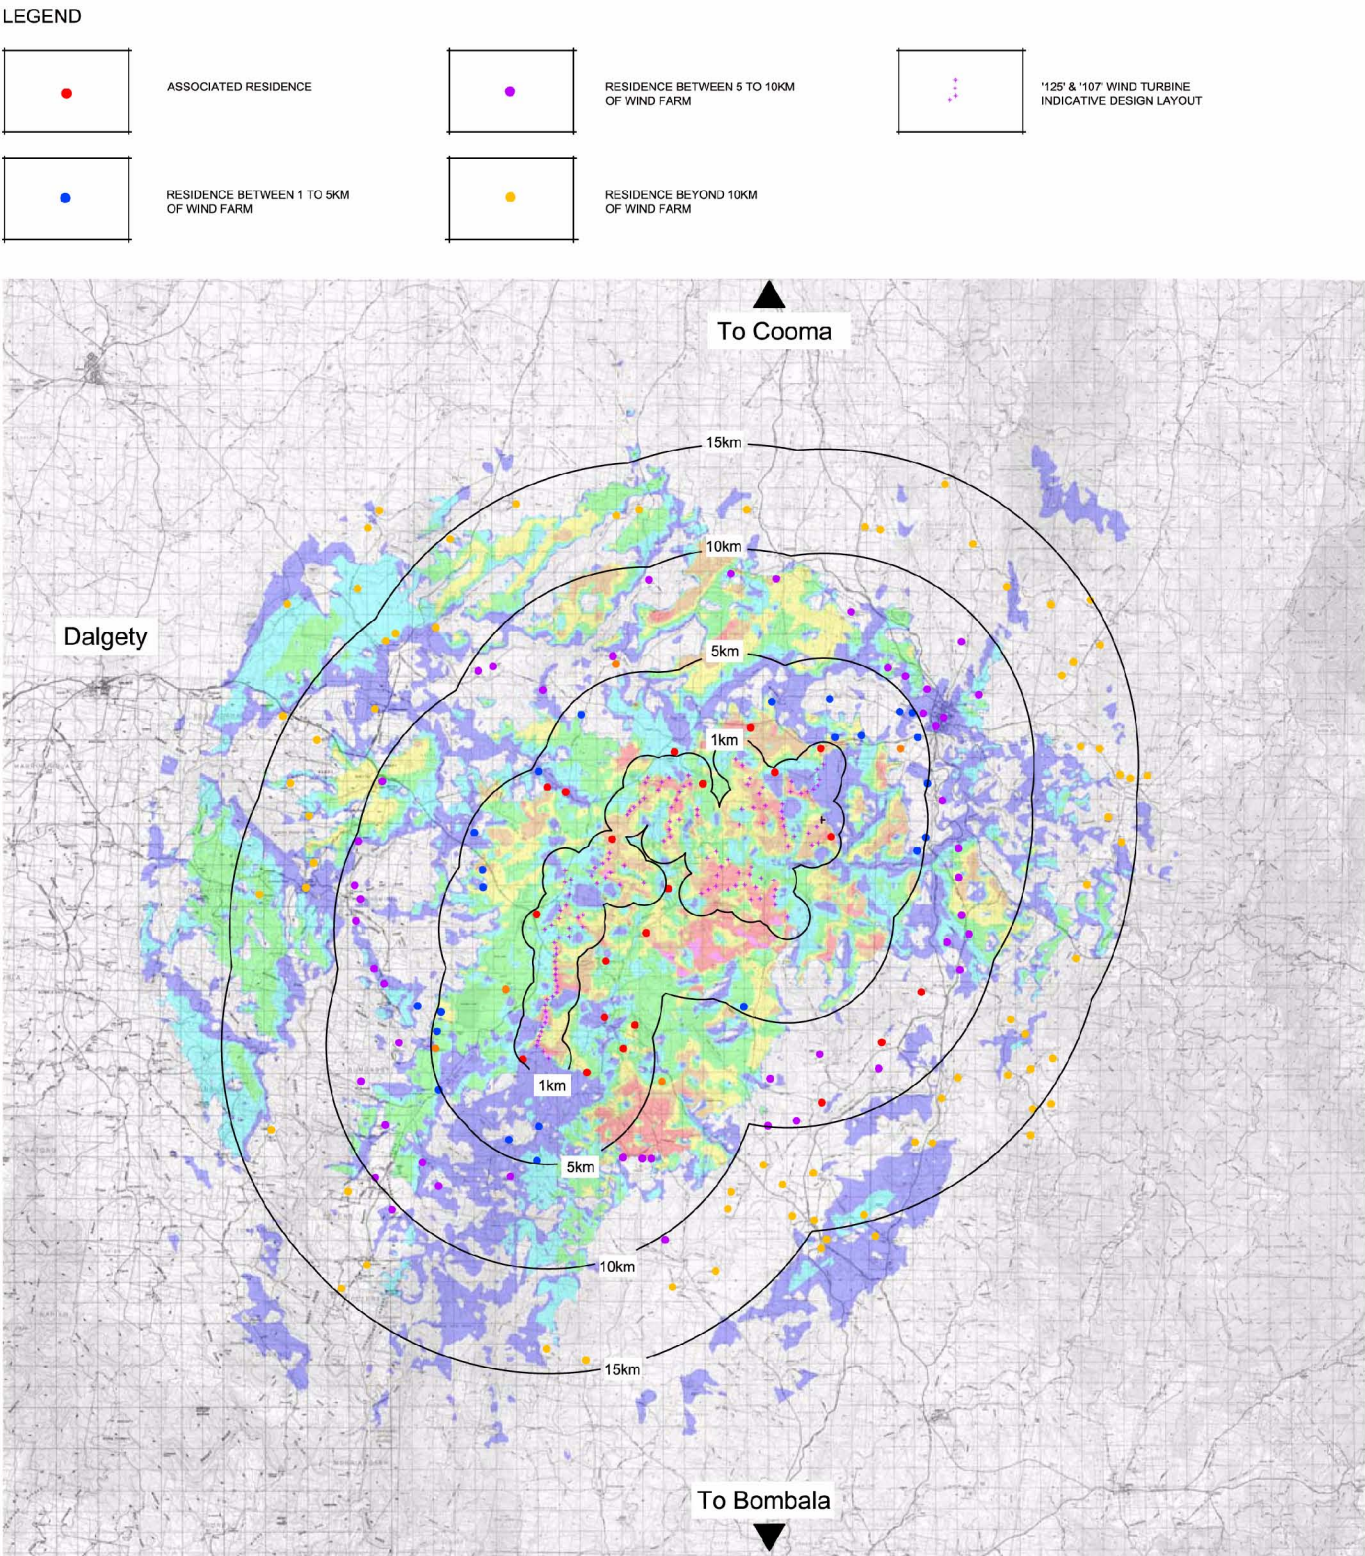 LEGEND
ASSOCIATED RESIDENCE
RESIDENCE BETWEEN 5 TO 10KM
OF WIND FARM
'125' & '107' WIND TURBINE
INDICATIVE DESIGN LAYOUT
RESIDENCE BETWEEN 1 TO 5KM
OF WIND FARM
RESIDENCE BEYOND 10KM
OF WIND FARM
To Cooma
15km
10km
Dalgety
5km
1km
1km
5km
10km
15km
To Bombala